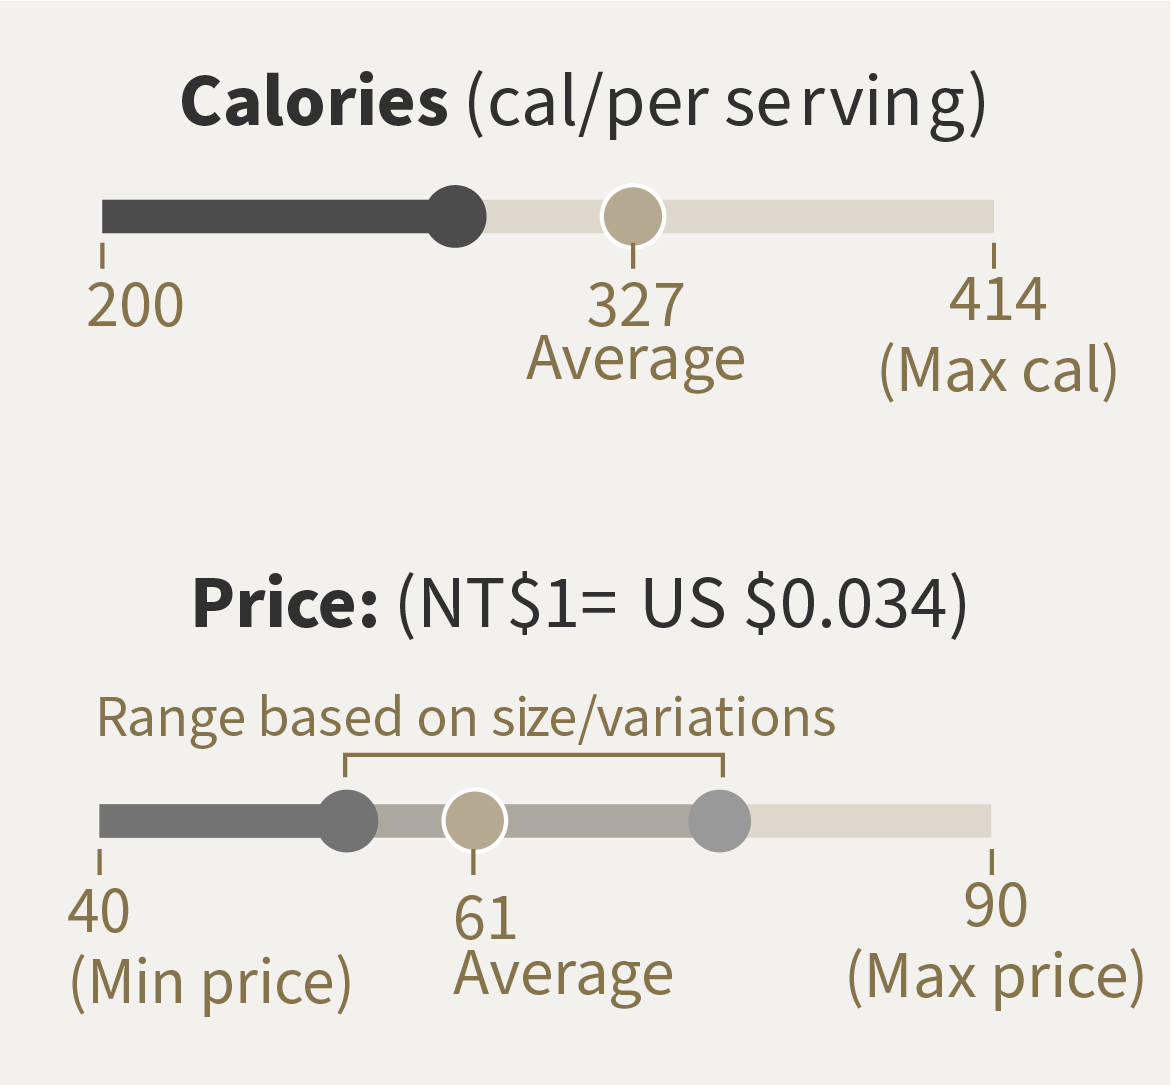 Calories (cal/per serving)
200
327
Average
414
(Max cal)
Price: (NT$1= US $0.034)
Range based on size/variations
40
(Min price)
61
Average
90
(Max price)